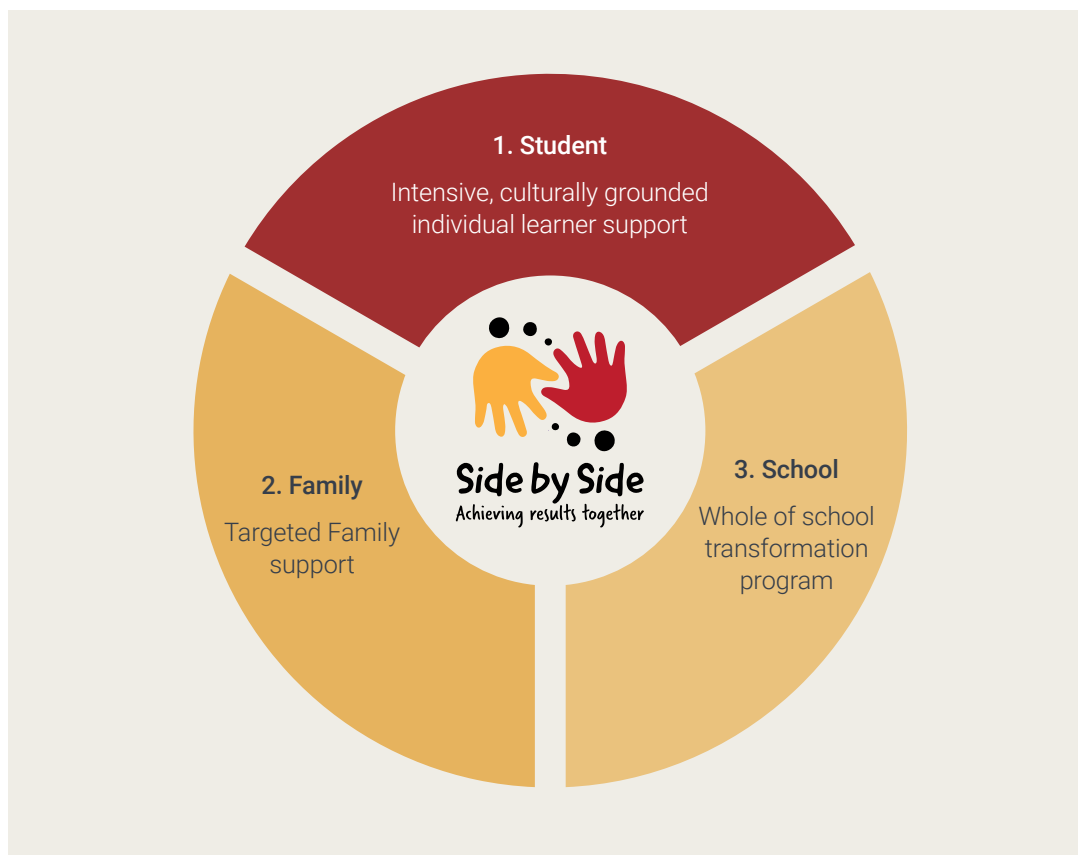 1. Student
Intensive, culturally grounded
individual learner support
Side by Side
Achieving results together
2. Family
Targeted Family
support
3. School
Whole of school
transformation
program